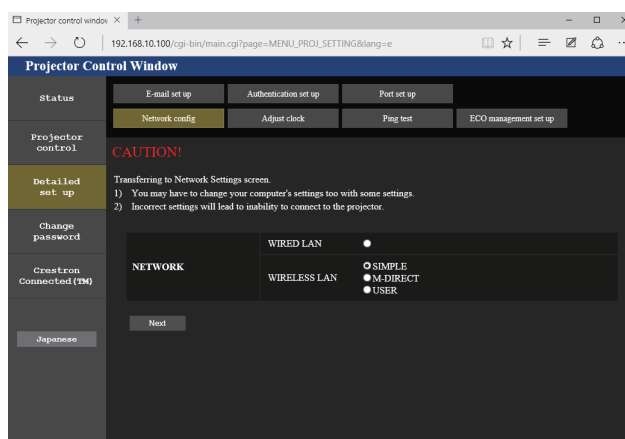 Projector control window
192.168.10.100/cgi-bin/main.cgi?page=MENU_PROJ_SETTING&lang=e
Projector Control Window
Status
E-mail set up
Authentication set up
Port set up
Network config
Adjust clock
Ping test
ECO management set up
Projector
control
Detailed
set up
Change
password
Crestron
Connected(TM)
Japanese
CAUTION!
Transferring to Network Settings screen.
1) You may have to change your computer's settings too with some settings.
2) Incorrect settings will lead to inability to connect to the projector.
NETWORK
WIRED LAN
WIRELESS LAN
SIMPLE
M-DIRECT
USER
Next